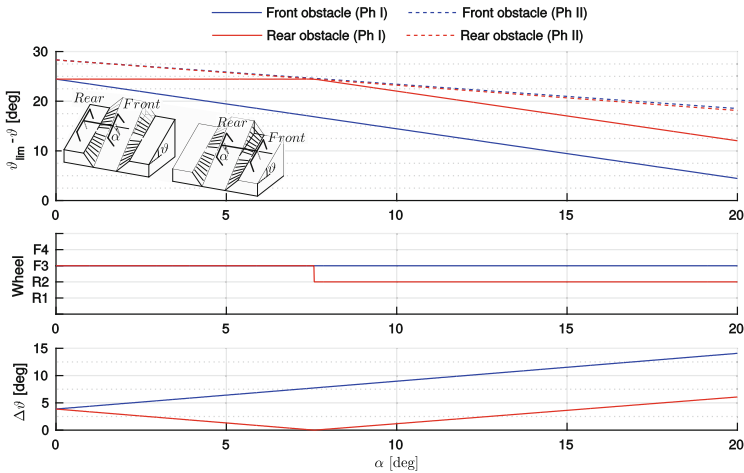 Front obstacle (Ph I) Front obstacle (Ph II)
Rear obstacle (Ph I) Rear obstacle (Ph II)
30
20
10
0
ϑlim-ϑ [deg]
Rear Front
α
ϑ
Rear
Front
α
ϑ
0 5 10 15 20
Wheel
F4
F3
R2
R1
0 5 10 15 20
Δϑ [deg]
15
10
5
0
0 5 10 15 20
α [deg]